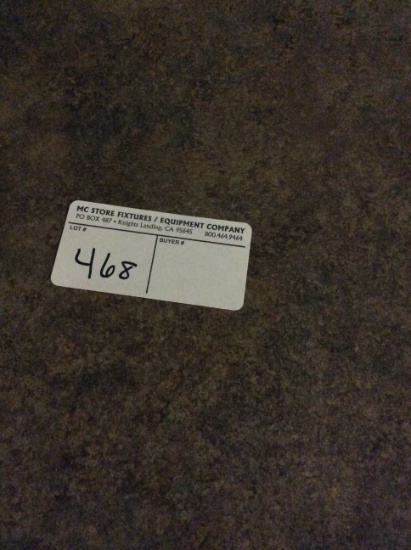 MC STORE FIXTURES / EQUIPMENT COMPANY
PO BOX 487 • Knights Landing, CA 95645 800.464.9464
LOT # BUYER #
468